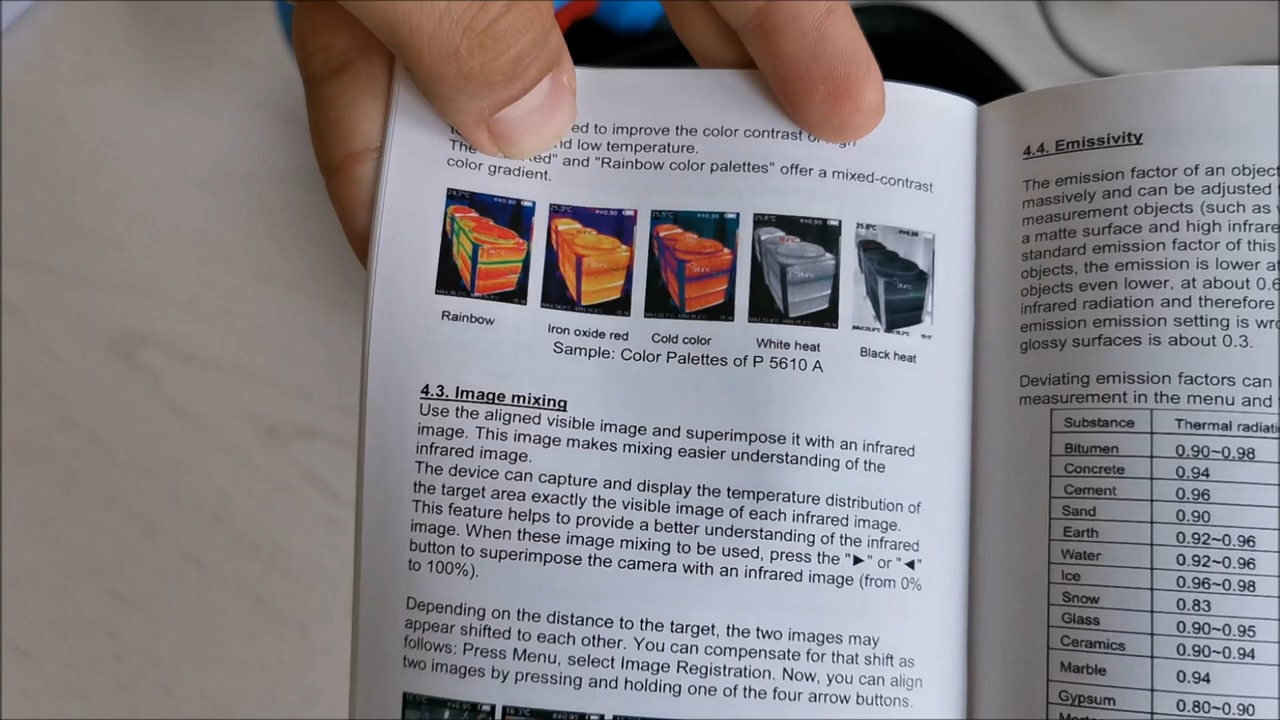 ed to improve the color contrast of high
The ed" and low temperature.
ed" and "Rainbow color palettes" offer a mixed-contrast
color gradient.
Rainbow
Iron oxide red
Cold color
White heat
Black heat
Sample: Color Palettes of P 5610 A
4.3. Image mixing
Use the aligned visible image and superimpose it with an infrared
image. This image makes mixing easier understanding of the
infrared image.
The device can capture and display the temperature distribution of
the target area exactly the visible image of each infrared image.
This feature helps to provide a better understanding of the infrared
image. When these image mixing to be used, press the "►" or "◄"
button to superimpose the camera with an infrared image (from 0%
to 100%).
Depending on the distance to the target, the two images may
appear shifted to each other. You can compensate for that shift as
follows: Press Menu, select Image Registration. Now, you can align
two images by pressing and holding one of the four arrow buttons.
4.4. Emissivity
The emission factor of an object
massively and can be adjusted
measurement objects (such as
a matte surface and high infrare
standard emission factor of this
objects, the emission is lower at
objects even lower, at about 0.6
infrared radiation and therefore
emission emission setting is wro
glossy surfaces is about 0.3.
Deviating emission factors can
measurement in the menu and
Substance Thermal radiati
Bitumen 0.90~0.98
Concrete 0.94
Cement 0.96
Sand 0.90
Earth 0.92~0.96
Water 0.92~0.96
Ice 0.96~0.98
Snow 0.83
Glass 0.90~0.95
Ceramics 0.90~0.94
Marble 0.94
Gypsum 0.80~0.90